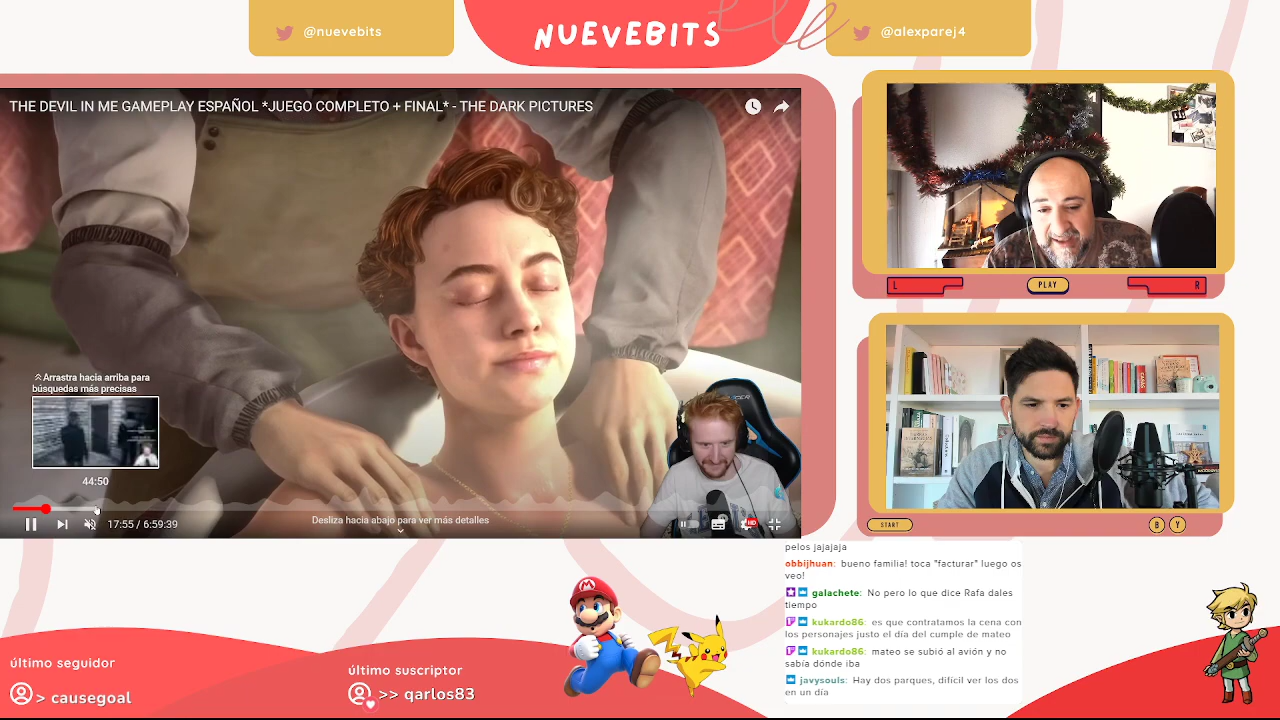 @nuevebits
NUEVEBITS
@alexparej4
THE DEVIL IN ME GAMEPLAY ESPAÑOL *JUEGO COMPLETO + FINAL* - THE DARK PICTURES
L
PLAY
R
Arrastra hacia arriba para
búsquedas más precisas
44:50
17:55 / 6:59:39
Desliza hacia abajo para ver más detalles
HD
START
B
Y
pelos jajajaja
obbijhuan: bueno familia! toca "facturar" luego os
veo!
galachete: No pero lo que dice Rafa dales
tiempo
kukardo86: es que contratamos la cena con
los personajes justo el día del cumple de mateo
kukardo86: mateo se subió al avión y no
sabía dónde iba
javysouls: Hay dos parques, difícil ver los dos
en un día
último seguidor
> causegoal
último suscriptor
>> qarlos83